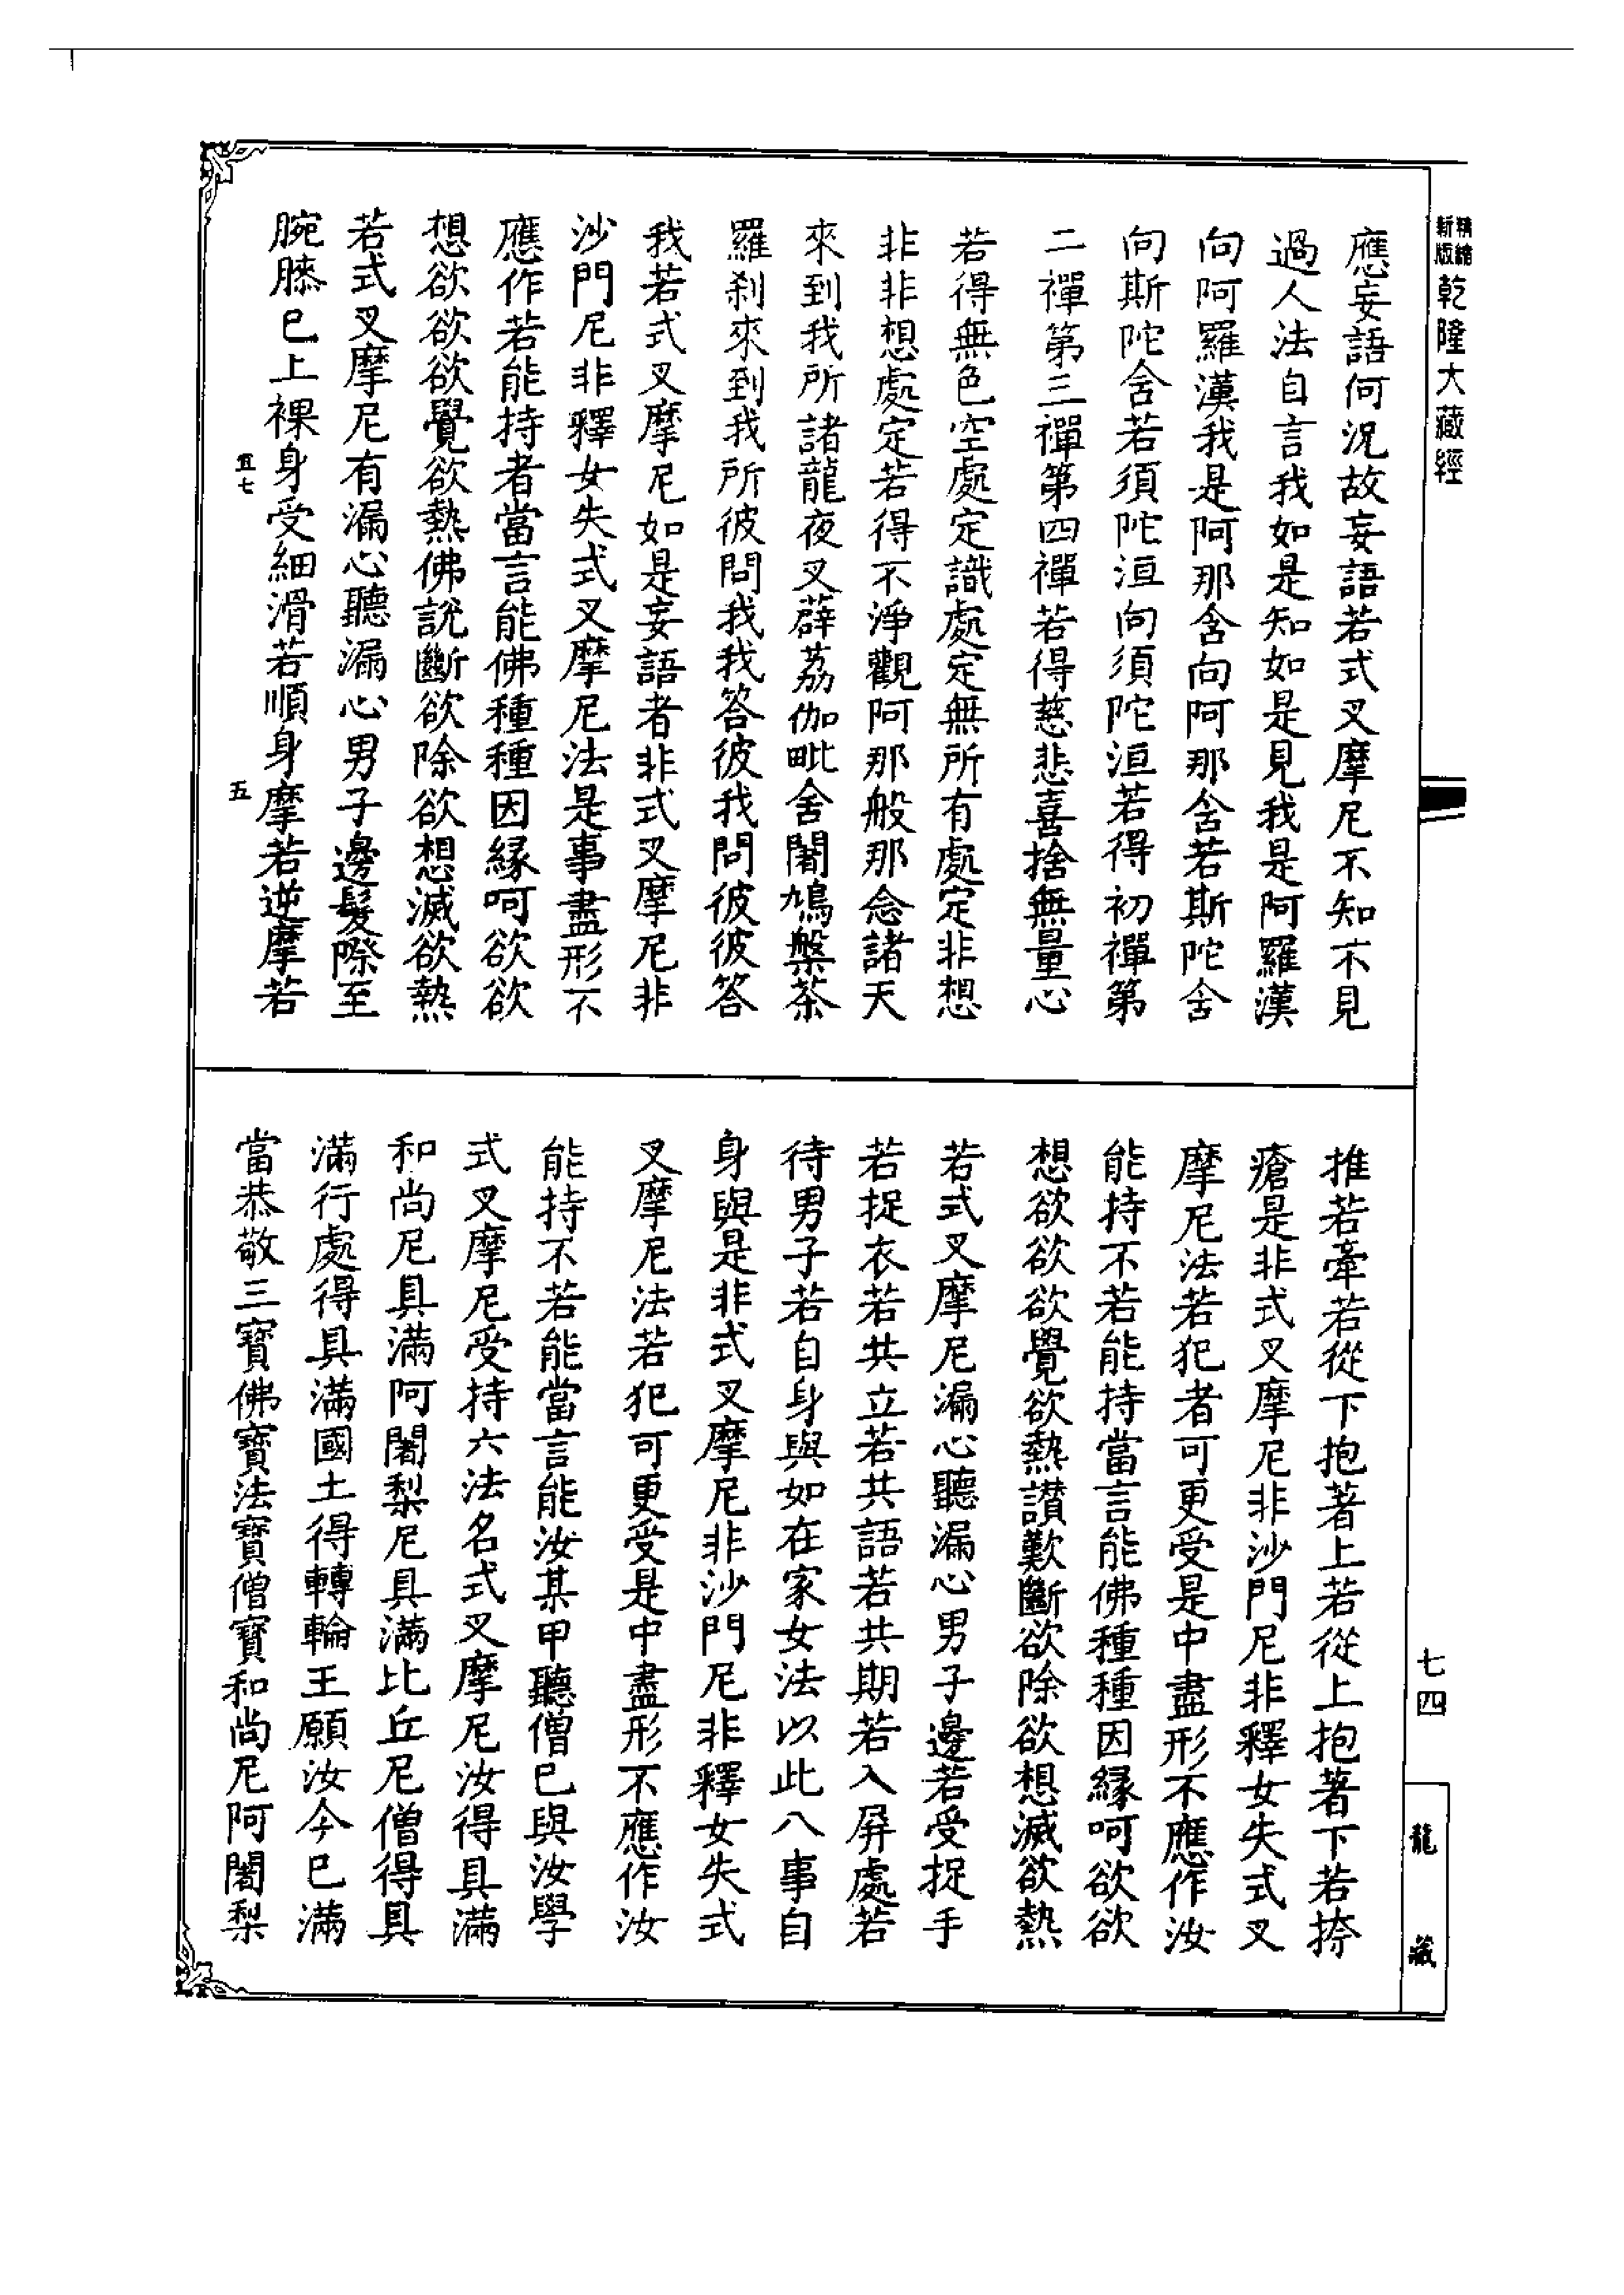 精縮
新版
乾隆大藏經
應妄語何況故妄語若式叉摩尼不知不見
過人法自言我如是知如是見我是阿羅漢
向阿羅漢我是阿那含向阿那含若斯陀含
向斯陀含若須陀洹向須陀洹若得初禪第
二禪第三禪第四禪若得慈悲喜捨無量心
若得無色空處定識處定無所有處定非想
非非想處定若得不淨觀阿那般那念諸天
來到我所諸龍夜叉薜荔伽毗舍闍鳩槃茶
羅刹來到我所彼問我我答彼我問彼彼答
我若式叉摩尼如是妄語者非式叉摩尼非
沙門尼非釋女失式叉摩尼法是事盡形不
應作若能持者當言能佛種種因緣呵欲欲
想欲欲欲覺欲熱佛說斷欲除欲想滅欲熱
若式叉摩尼有漏心聽漏心男子邊髮際至
腕膝已上裸身受細滑若順身摩若逆摩若
五
推若牽若從下抱著上若從上抱著下若捺
瘡是非式叉摩尼非沙門尼非釋女失式叉
摩尼法若犯者可更受是中盡形不應作汝
能持不若能持當言能佛種種因緣呵欲欲
想欲欲欲覺欲熱讃歎斷欲除欲想滅欲熱
若式叉摩尼漏心聽漏心男子邊若受捉手
若捉衣若共立若共語若共期若入屏處若
待男子若自身與如在家女法以此八事自
身與是非式叉摩尼非沙門尼非釋女失式
叉摩尼法若犯可更受是中盡形不應作汝
能持不若能當言能汝某甲聽僧已與汝學
式叉摩尼受持六法名式叉摩尼汝得具滿
和尚尼具滿阿闍梨尼具滿比丘尼僧得具
滿行處得具滿國土得轉輪王願汝今已滿
當恭敬三寶佛寶法寶僧寶和尚尼阿闍梨
七四
龍藏